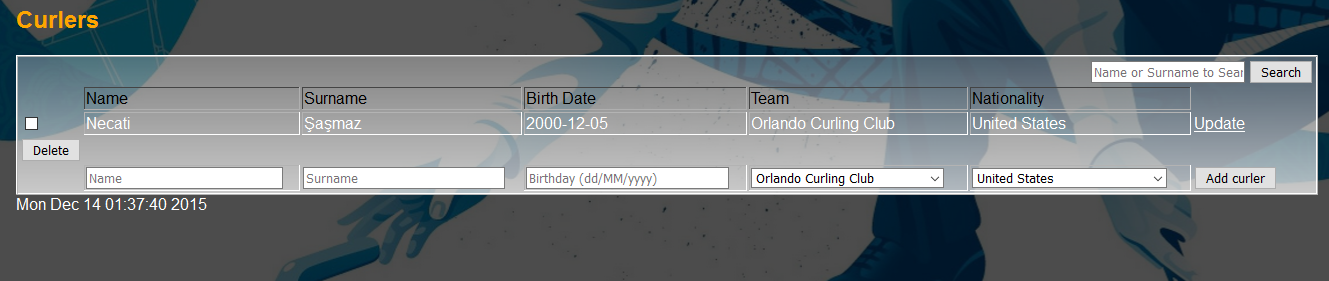 Curlers
Name or Surname to Sear Search
Name Surname Birth Date Team Nationality
Necati Şaşmaz 2000-12-05 Orlando Curling Club United States Update
Delete
Name Surname Birthday (dd/MM/yyyy) Orlando Curling Club United States Add curler
Mon Dec 14 01:37:40 2015